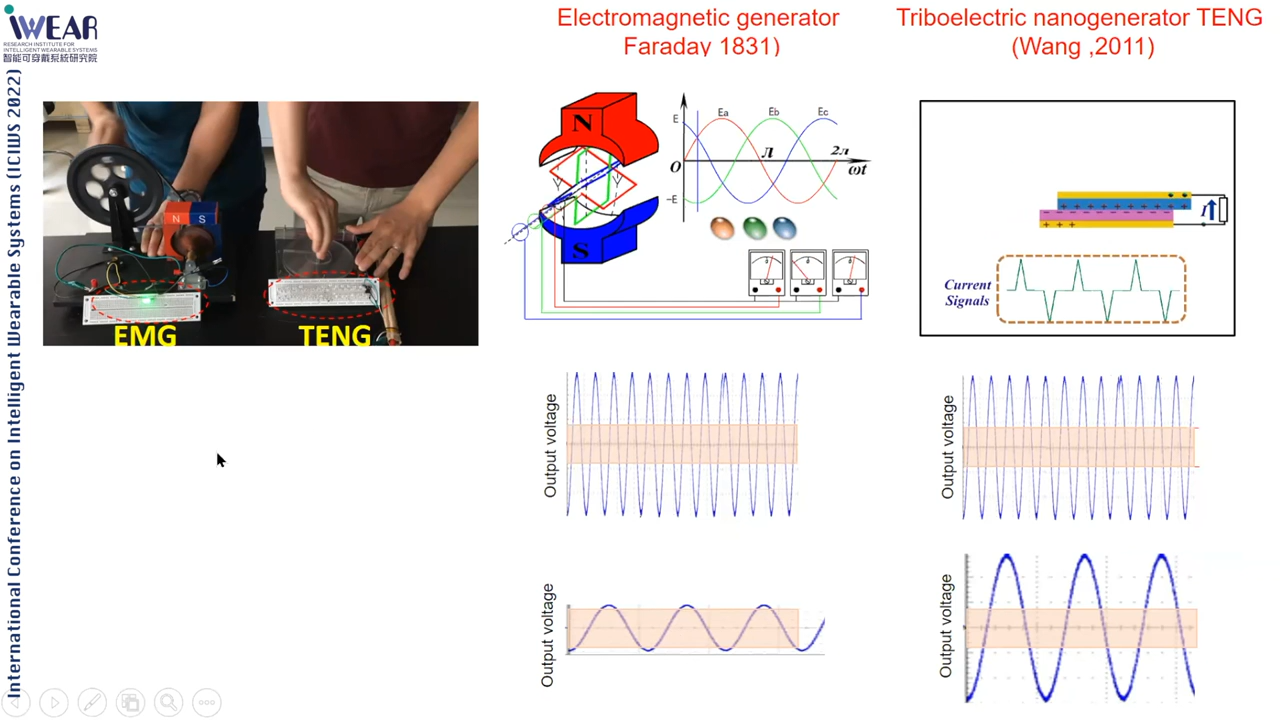 iWEAR
RESEARCH INSTITUTE FOR
INTELLIGENT WEARABLE SYSTEMS
智能可穿戴系統研究院
International Conference on Intelligent Wearable Systems (ICIWS 2022)
Electromagnetic generator
Faraday 1831)
Triboelectric nanogenerator TENG
(Wang ,2011)
N S
EMG
TENG
N
S
E
Ea
Eb
Ec
O
π
2π
ωt
-E
I
Current
Signals
Output voltage
Output voltage
Output voltage
Output voltage